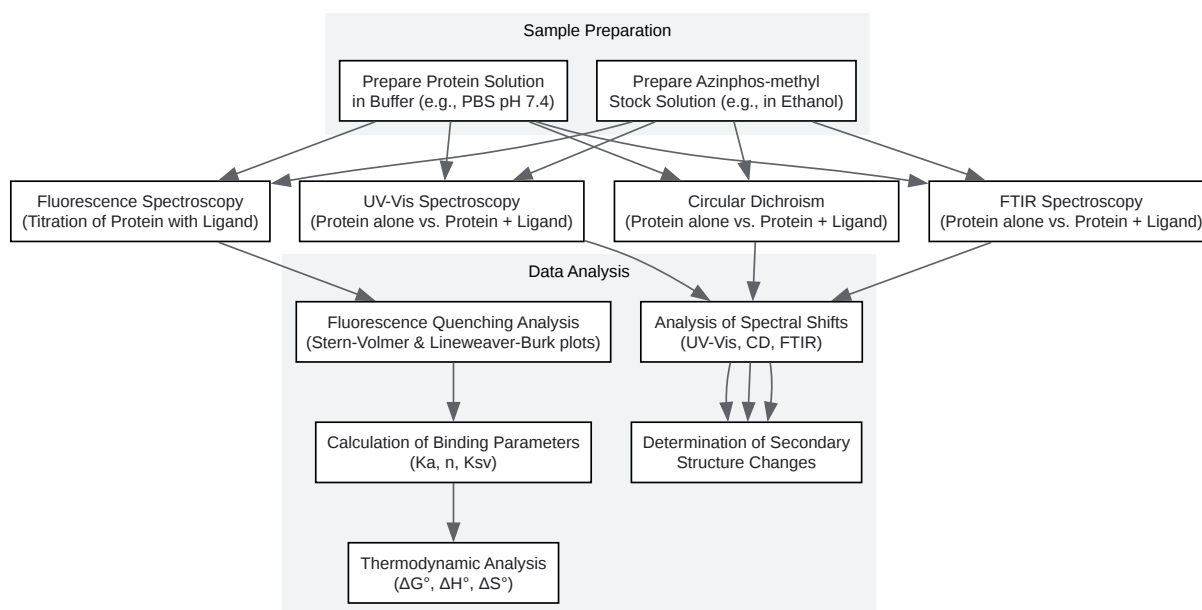 Sample Preparation
Prepare Protein Solution
in Buffer (e.g., PBS pH 7.4)
Prepare Azinphos-methyl
Stock Solution (e.g., in Ethanol)
Fluorescence Spectroscopy
(Titration of Protein with Ligand)
UV-Vis Spectroscopy
(Protein alone vs. Protein + Ligand)
Circular Dichroism
(Protein alone vs. Protein + Ligand)
FTIR Spectroscopy
(Protein alone vs. Protein + Ligand)
Data Analysis
Fluorescence Quenching Analysis
(Stern-Volmer & Lineweaver-Burk plots)
Analysis of Spectral Shifts
(UV-Vis, CD, FTIR)
Calculation of Binding Parameters
(Ka, n, Ksv)
Determination of Secondary
Structure Changes
Thermodynamic Analysis
(ΔG°, ΔH°, ΔS°)